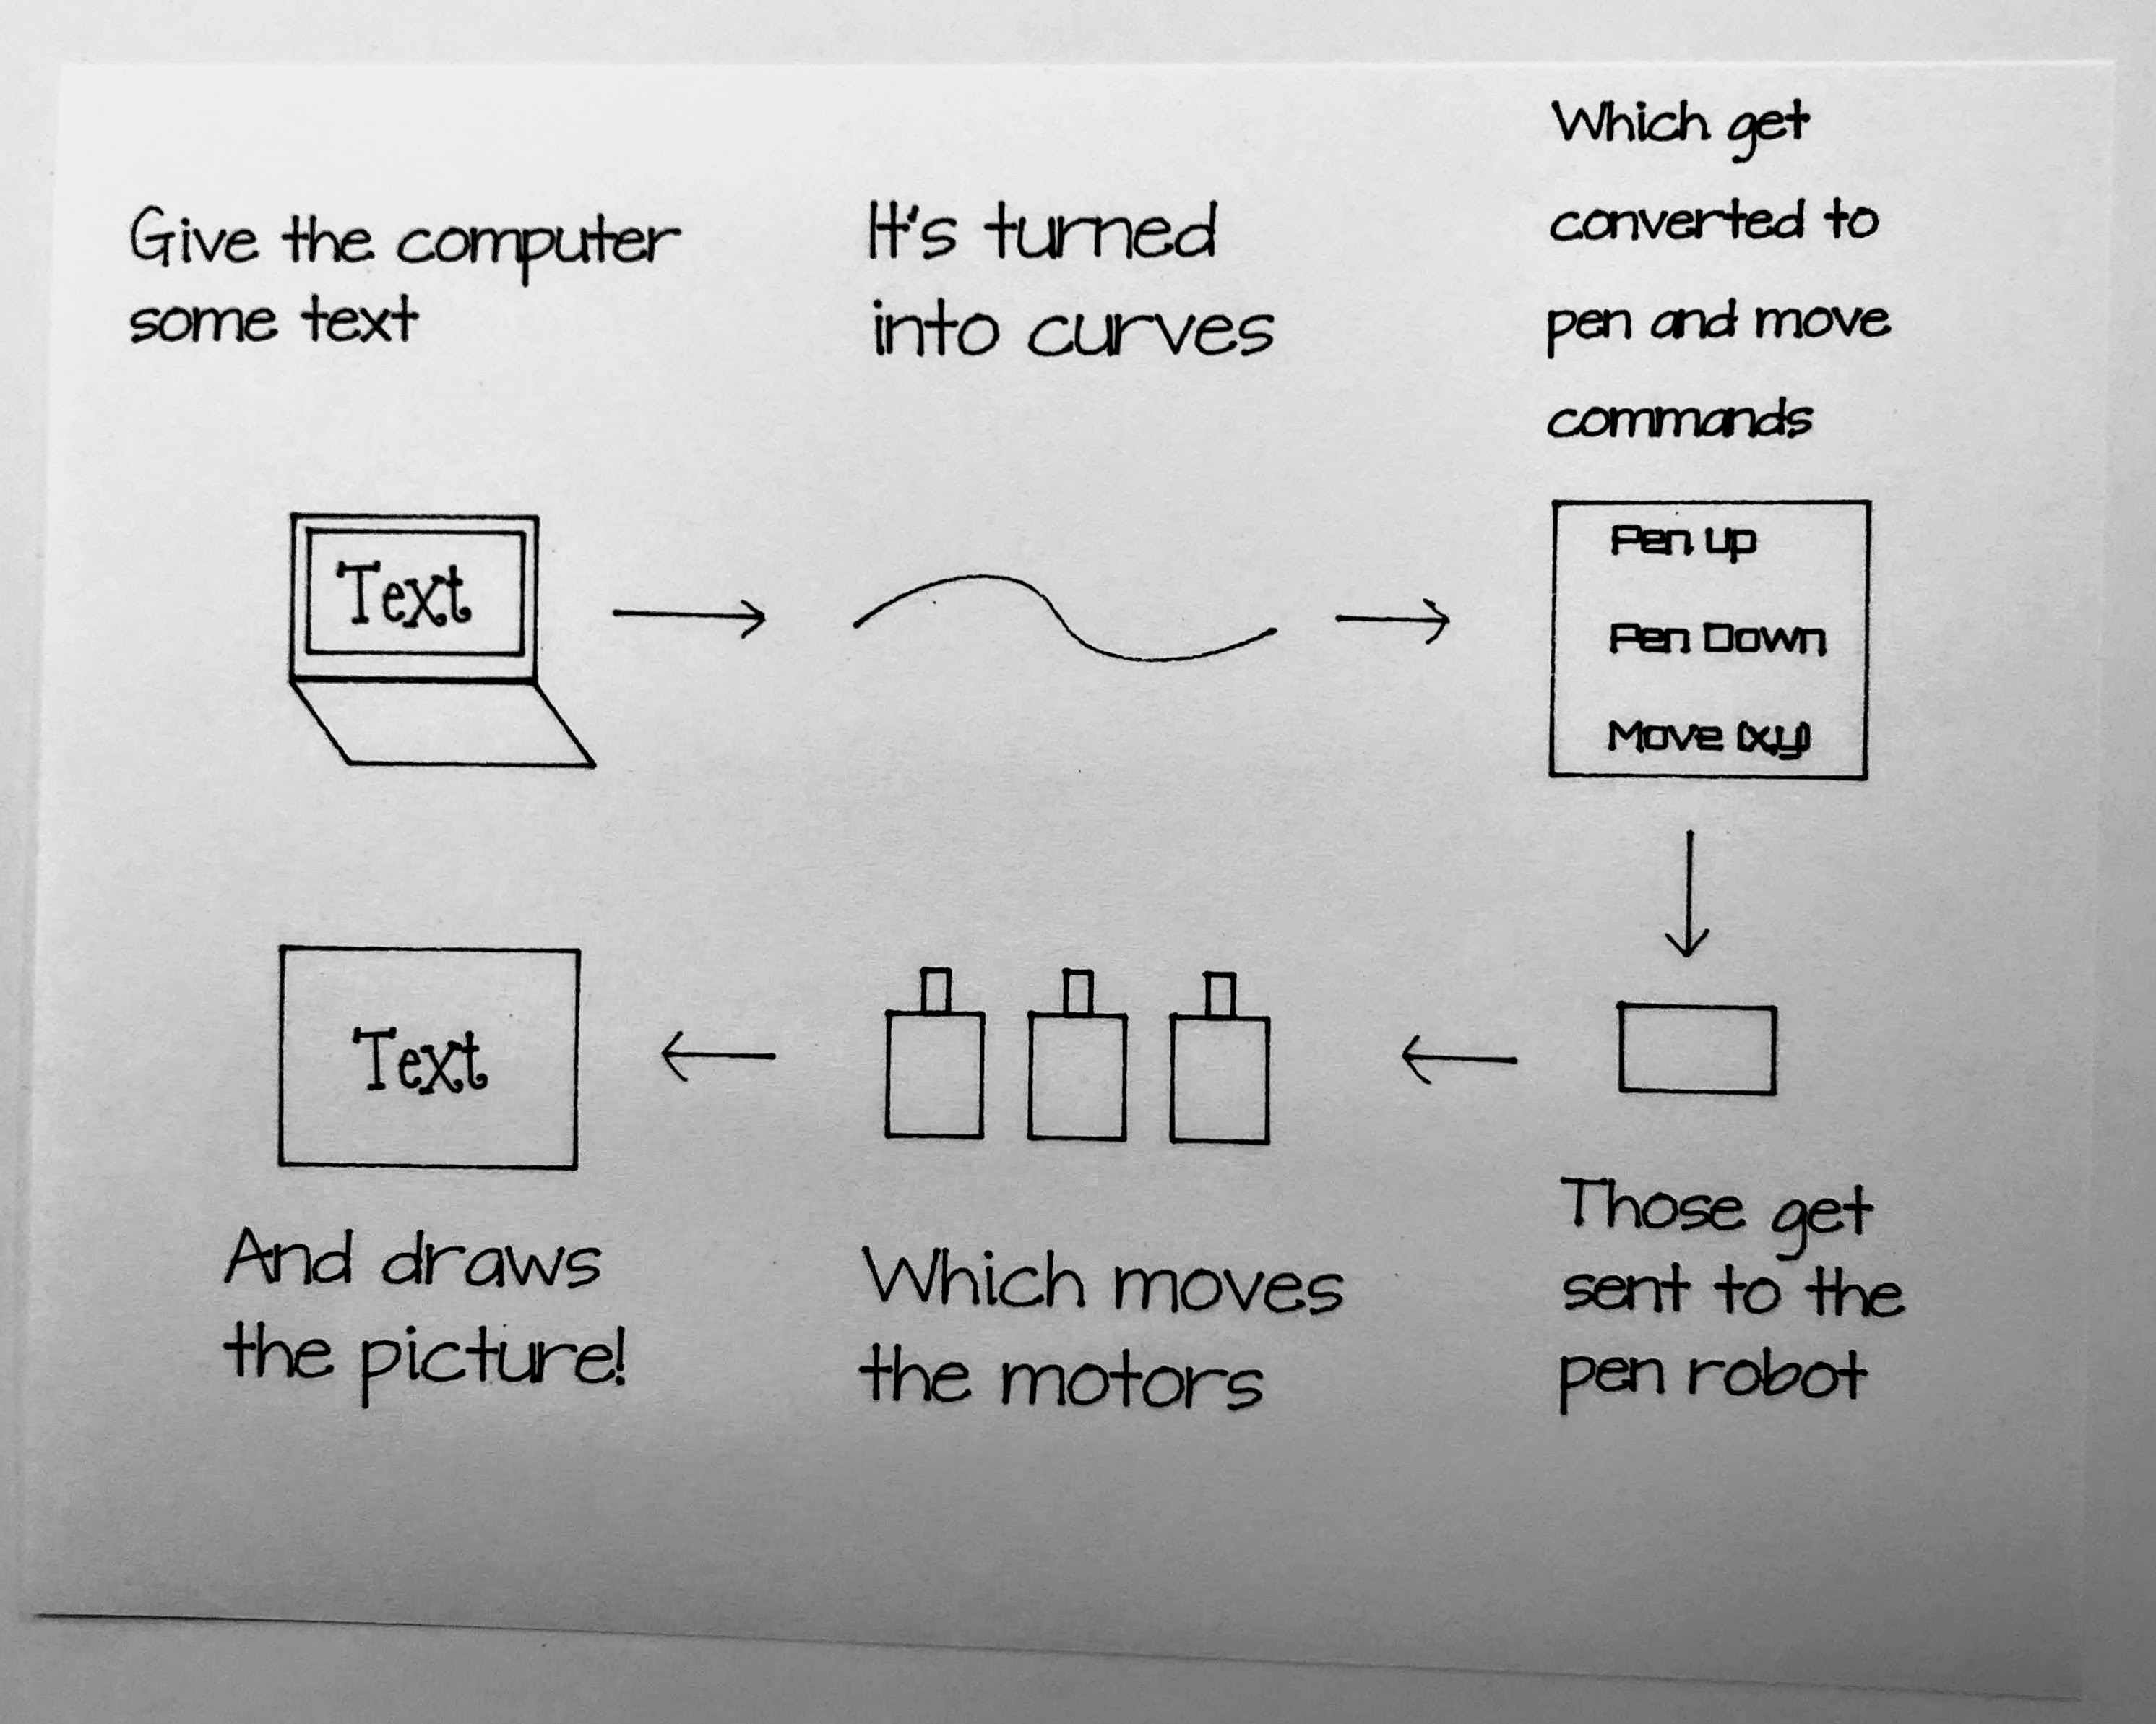 Give the computer
some text
It's turned
into curves
Which get
converted to
pen and move
commands
Text
Pen up
Pen Down
Move (x,y)
Those get
sent to the
pen robot
Which moves
the motors
Text
And draws
the picture!